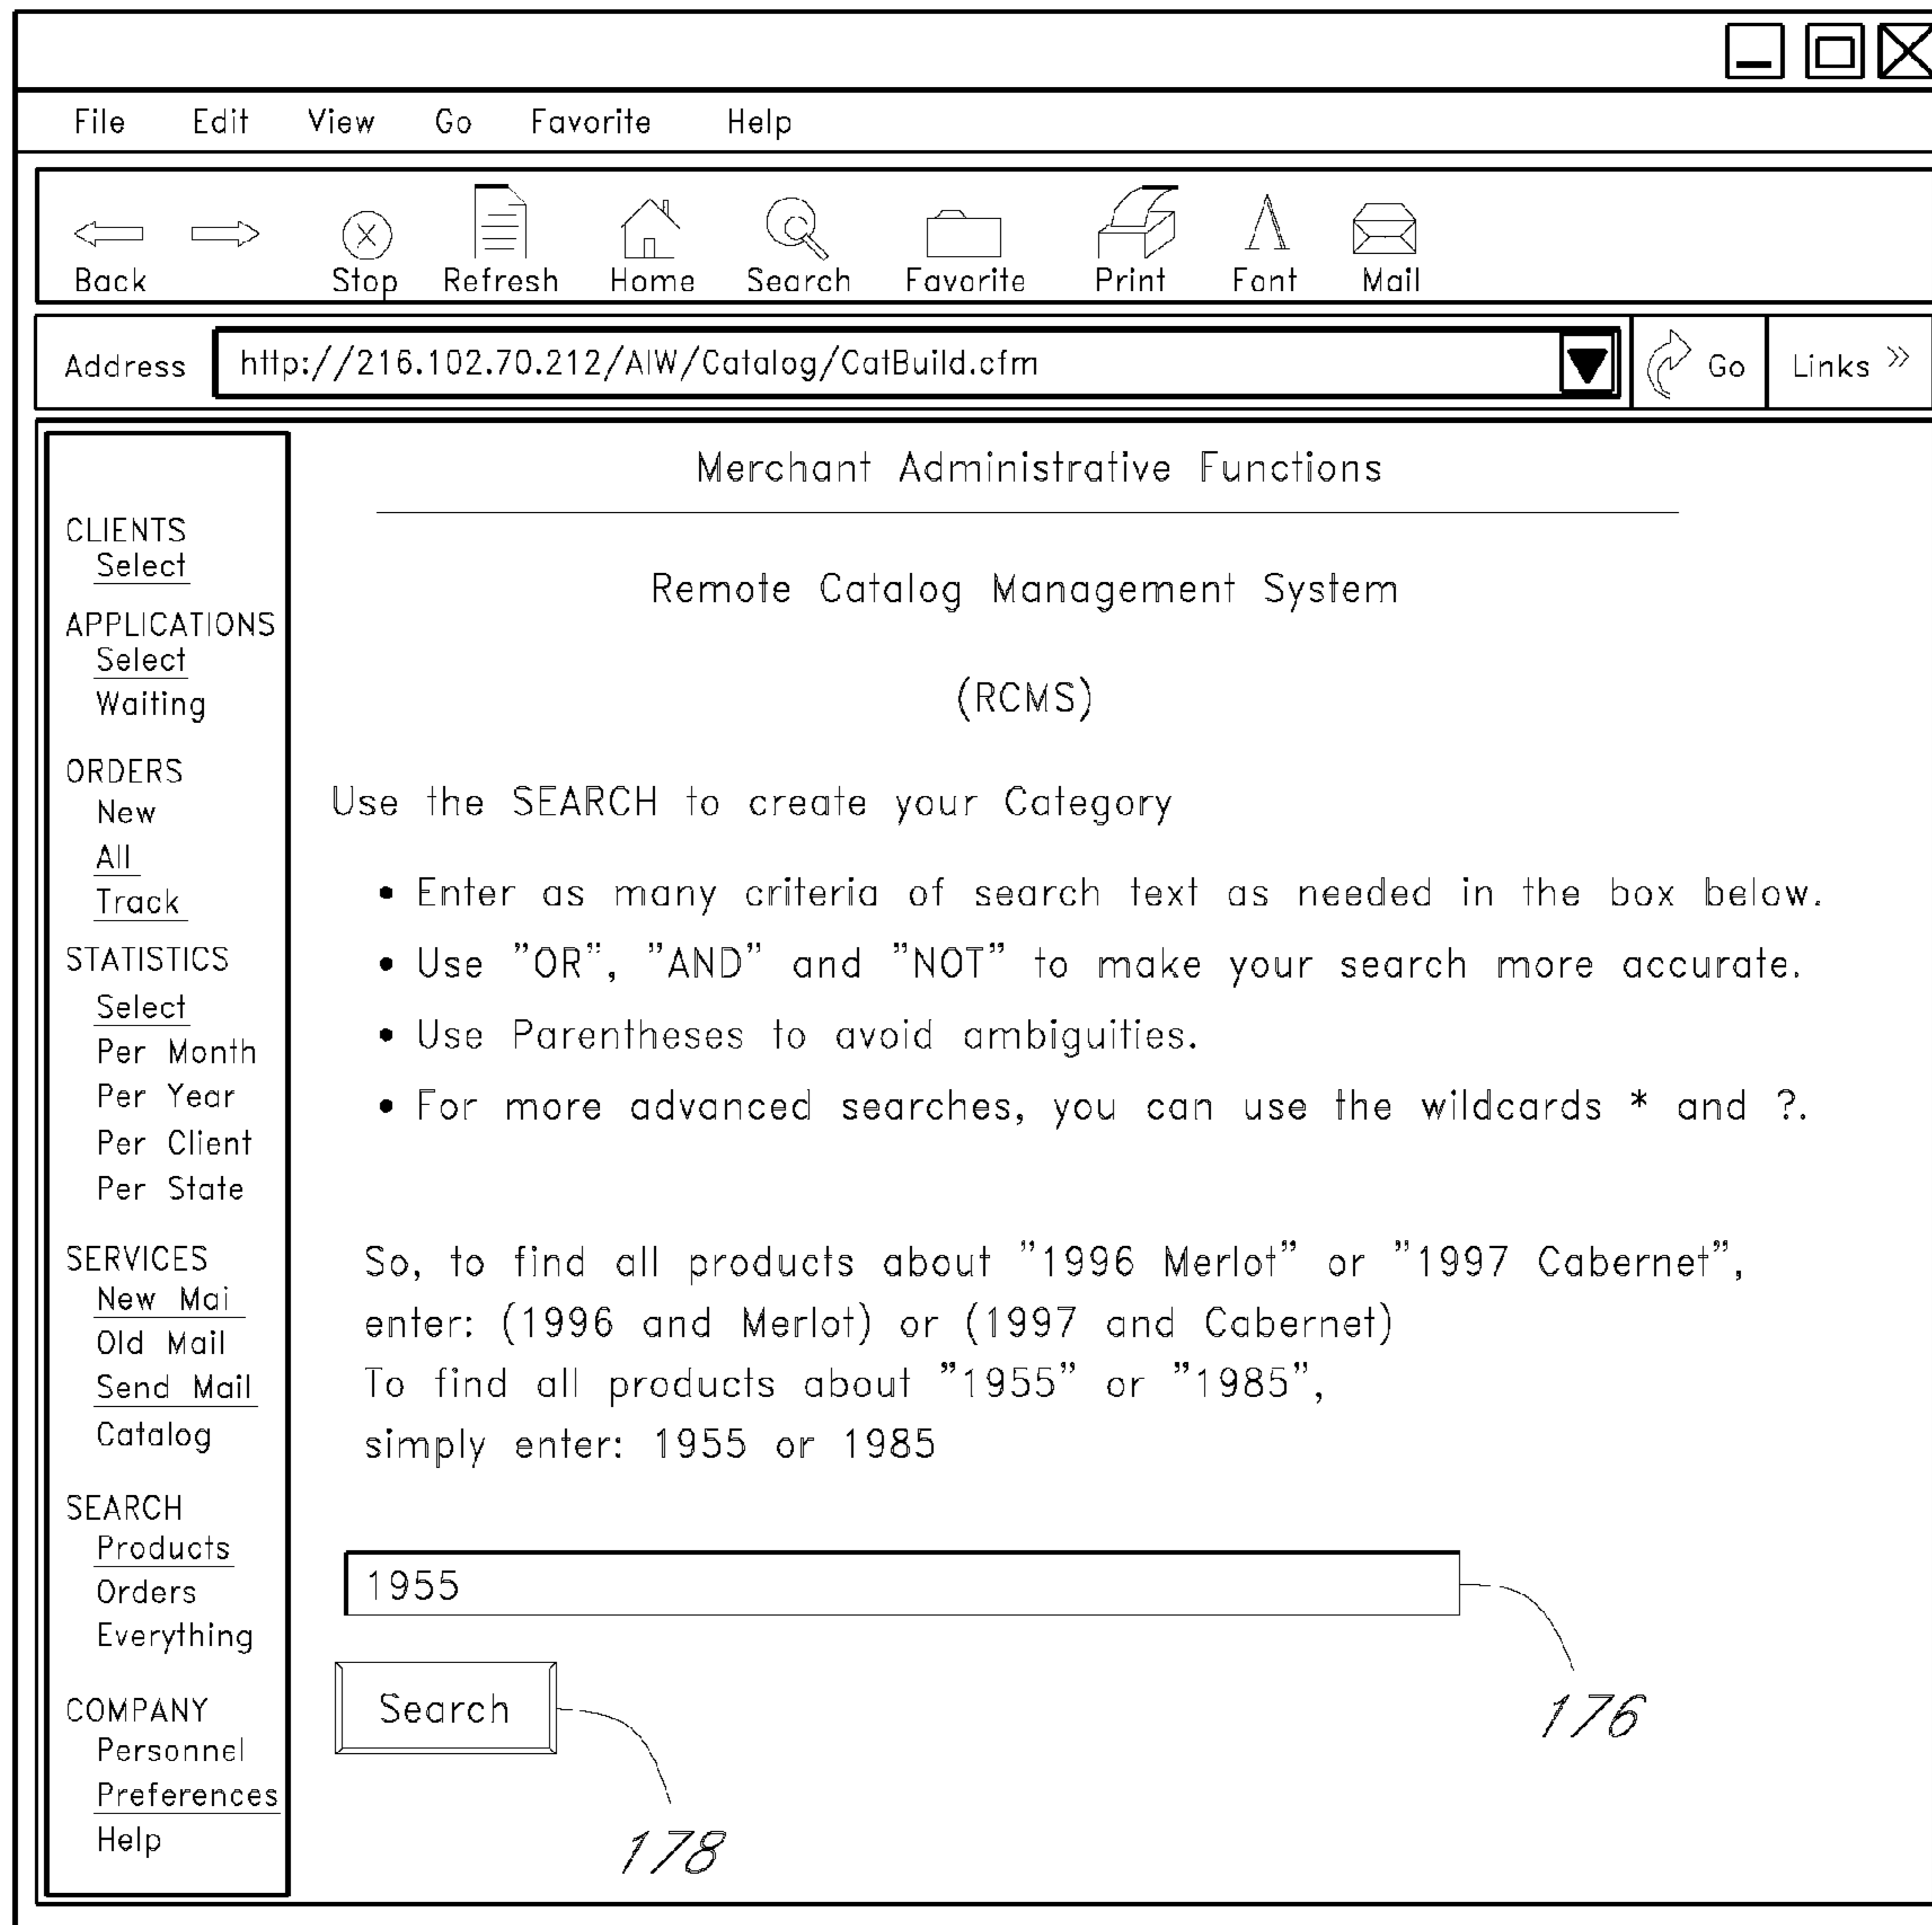 File Edit View Go Favorite Help
Back Stop Refresh Home Search Favorite Print Font Mail
Address http://216.102.70.212/AIW/Catalog/CatBuild.cfm Go Links »
CLIENTS
Select
APPLICATIONS
Select
Waiting
ORDERS
New
All
Track
STATISTICS
Select
Per Month
Per Year
Per Client
Per State
SERVICES
New Mai
Old Mail
Send Mail
Catalog
SEARCH
Products
Orders
Everything
COMPANY
Personnel
Preferences
Help
Merchant Administrative Functions
Remote Catalog Management System
(RCMS)
Use the SEARCH to create your Category
• Enter as many criteria of search text as needed in the box below.
• Use "OR", "AND" and "NOT" to make your search more accurate.
• Use Parentheses to avoid ambiguities.
• For more advanced searches, you can use the wildcards * and ?.
So, to find all products about "1996 Merlot" or "1997 Cabernet",
enter: (1996 and Merlot) or (1997 and Cabernet)
To find all products about "1955" or "1985",
simply enter: 1955 or 1985
1955
Search
176
178